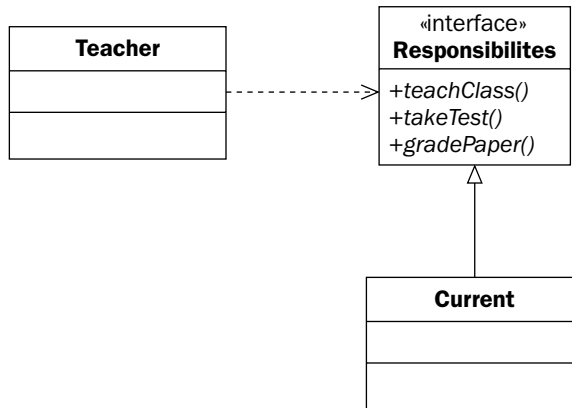 Teacher
«interface»
Responsibilites
+teachClass()
+takeTest()
+gradePaper()
Current